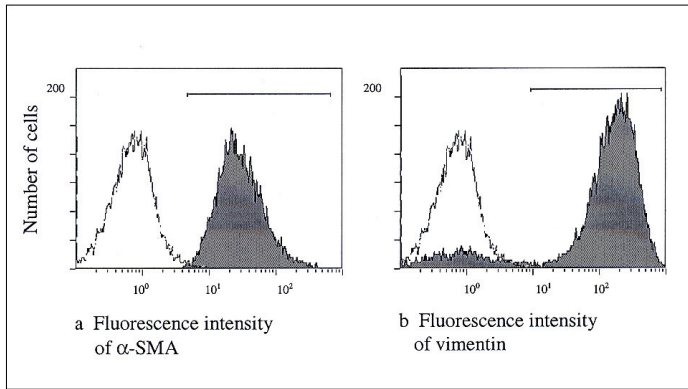 200
200
Number of cells
10⁰ 10¹ 10²
10⁰ 10¹ 10²
a Fluorescence intensity
of α-SMA
b Fluorescence intensity
of vimentin